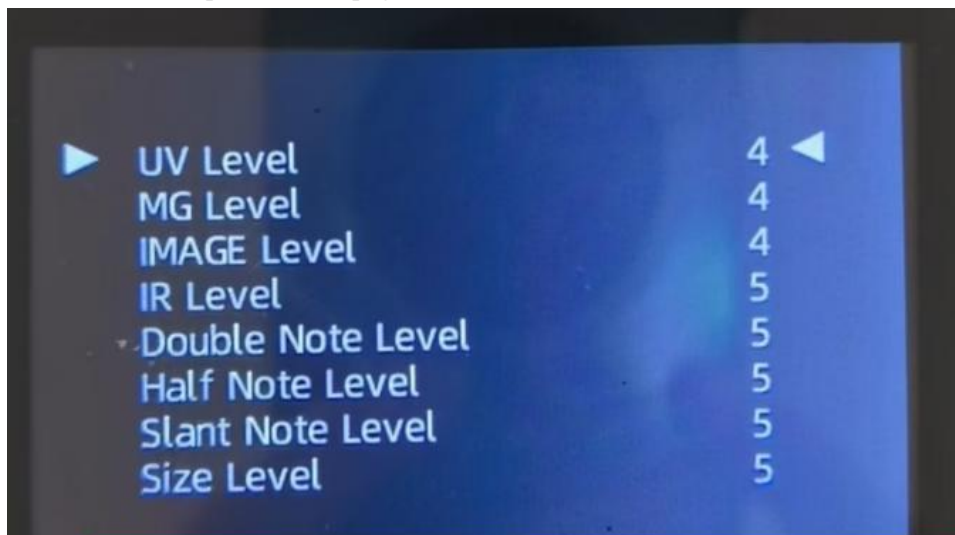 ▶ UV Level 4 ◀
MG Level 4
IMAGE Level 4
IR Level 5
Double Note Level 5
Half Note Level 5
Slant Note Level 5
Size Level 5